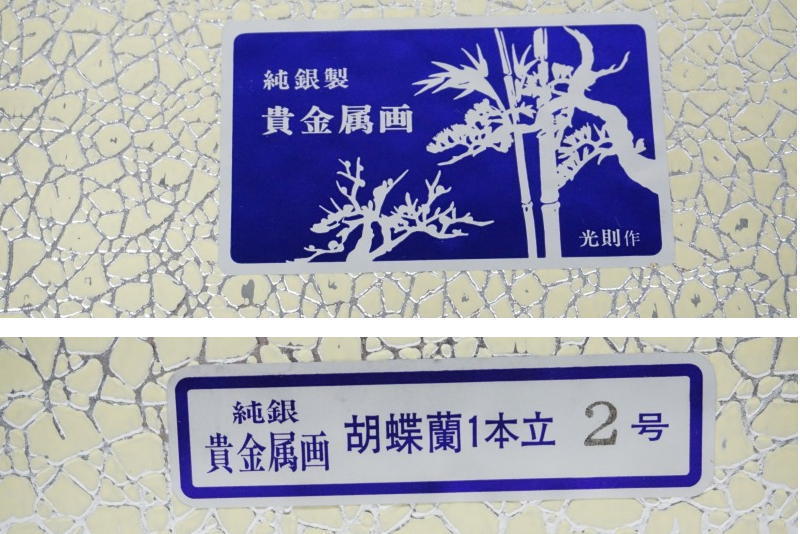 純銀製
貴金属画
光則作
純銀
貴金属画
胡蝶蘭1本立 2号